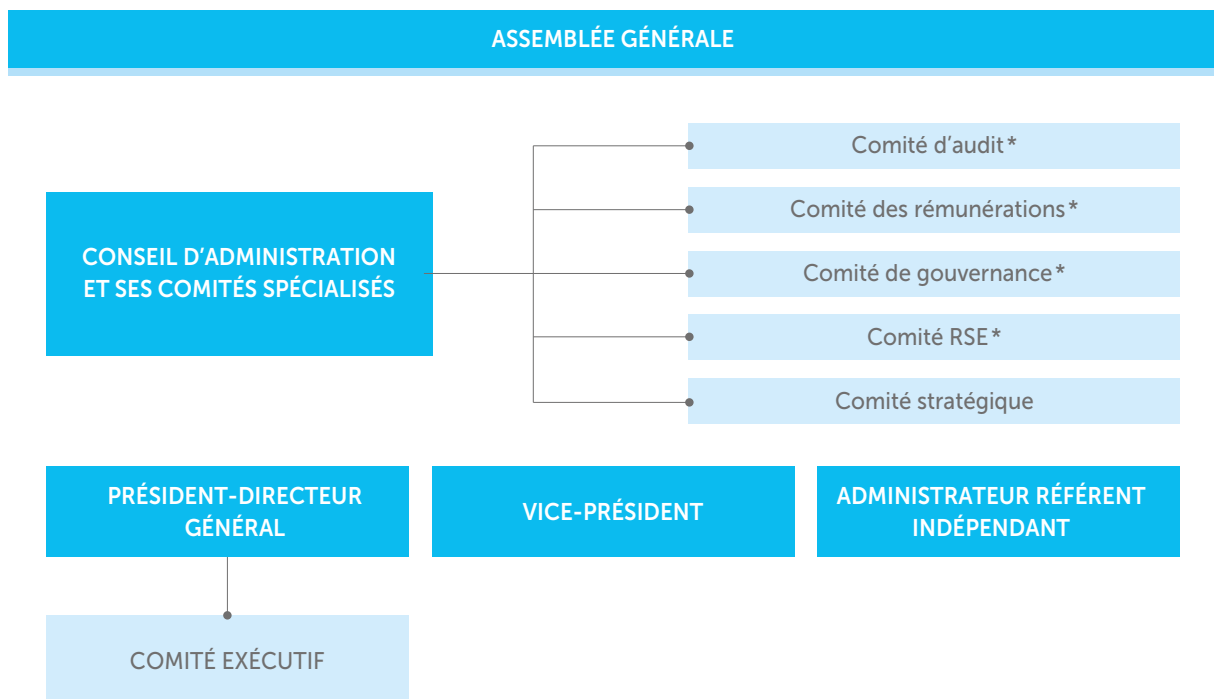 ASSEMBLÉE GÉNÉRALE
Comité d’audit*
Comité des rémunérations*
CONSEIL D’ADMINISTRATION
ET SES COMITÉS SPÉCIALISÉS
Comité de gouvernance*
Comité RSE*
Comité stratégique
PRÉSIDENT-DIRECTEUR
GÉNÉRAL
VICE-PRÉSIDENT
ADMINISTRATEUR RÉFÉRENT
INDÉPENDANT
COMITÉ EXÉCUTIF